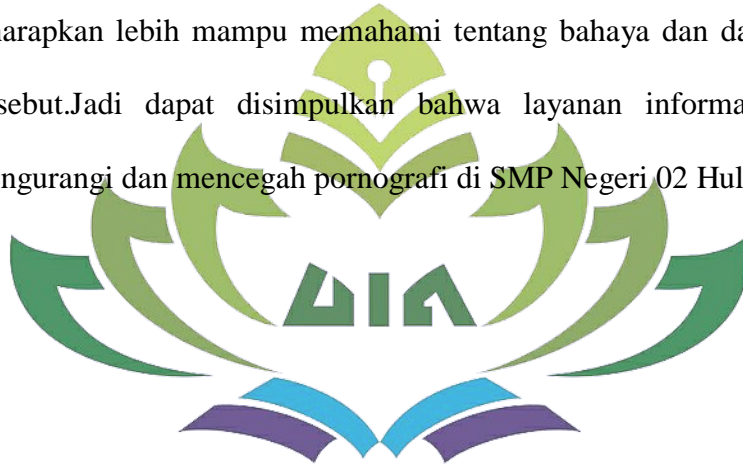 harapkan lebih mampu memahami tentang bahaya dan da
sebut.Jadi dapat disimpulkan bahwa layanan informa
ngurangi dan mencegah pornografi di SMP Negeri 02 Hul
UIN